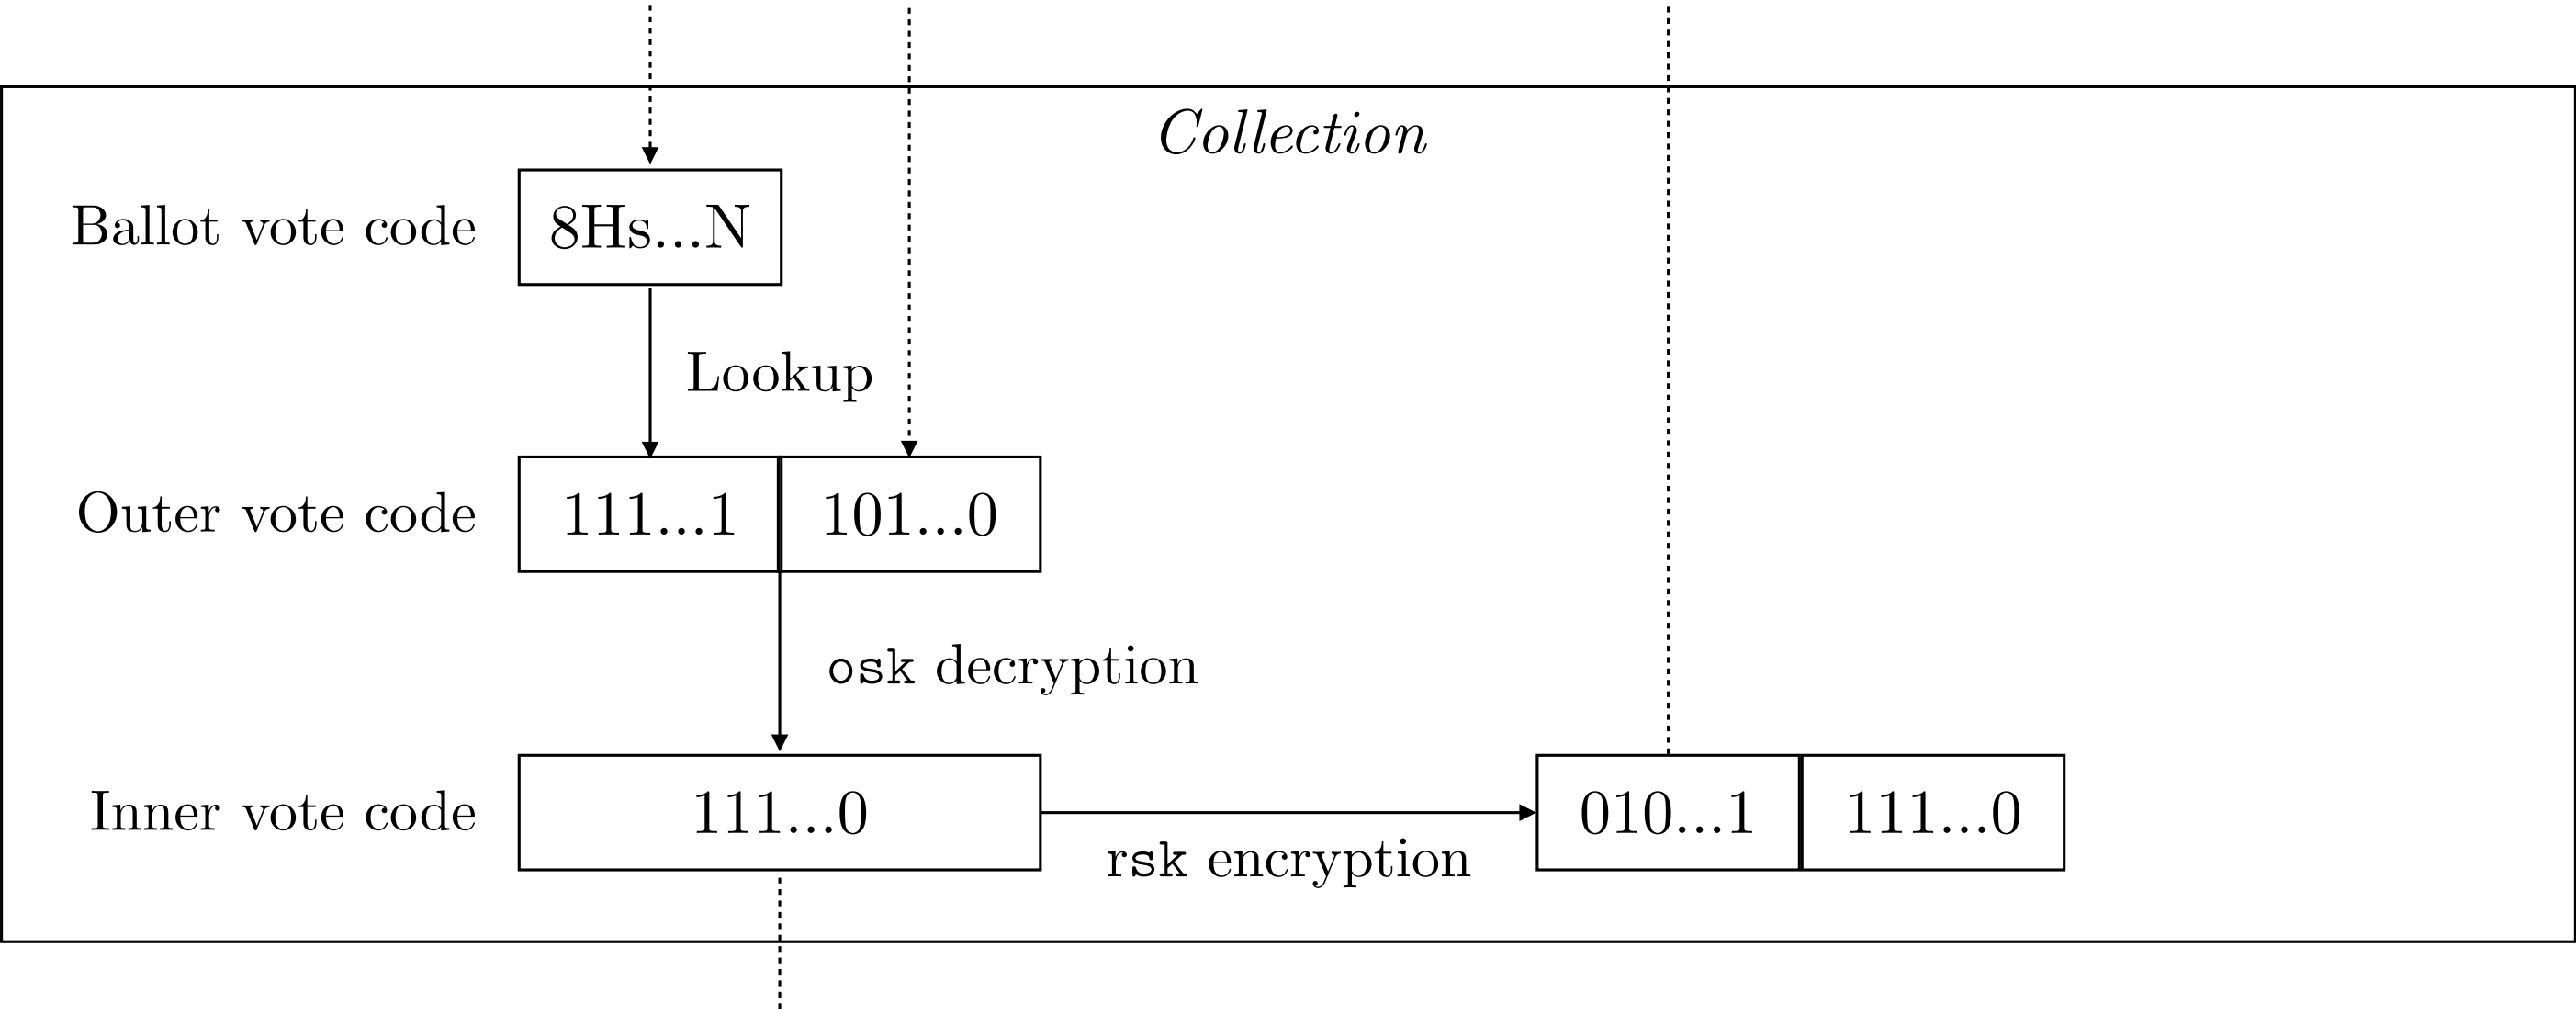 Collection
Ballot vote code 8Hs...N
Lookup
Outer vote code 111...1 101...0
osk decryption
Inner vote code 111...0 010...1 111...0
rsk encryption